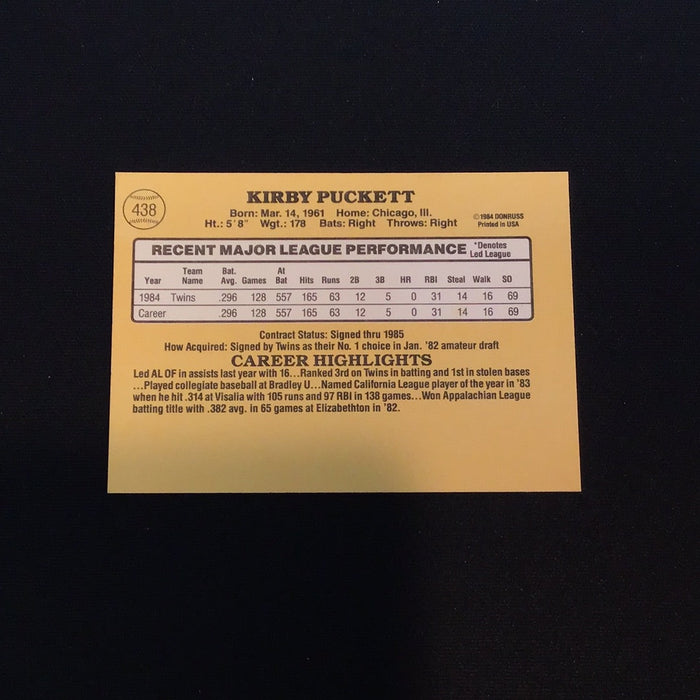 438
KIRBY PUCKETT
Born: Mar. 14, 1961 Home: Chicago, Ill.
Ht.: 5'8" Wgt.: 178 Bats: Right Throws: Right
©1984 DONRUSS
Printed in USA
RECENT MAJOR LEAGUE PERFORMANCE *Denotes Led League
Year Team Name Bat. Avg. Games At Bat Hits Runs 2B 3B HR RBI Steal Walk SO
1984 Twins .296 128 557 165 63 12 5 0 31 14 16 69
Career .296 128 557 165 63 12 5 0 31 14 16 69
Contract Status: Signed thru 1985
How Acquired: Signed by Twins as their No. 1 choice in Jan. '82 amateur draft
CAREER HIGHLIGHTS
Led AL OF in assists last year with 16...Ranked 3rd on Twins in batting and 1st in stolen bases
...Played collegiate baseball at Bradley U...Named California League player of the year in '83
when he hit .314 at Visalia with 105 runs and 97 RBI in 138 games...Won Appalachian League
batting title with .382 avg. in 65 games at Elizabethton in '82.